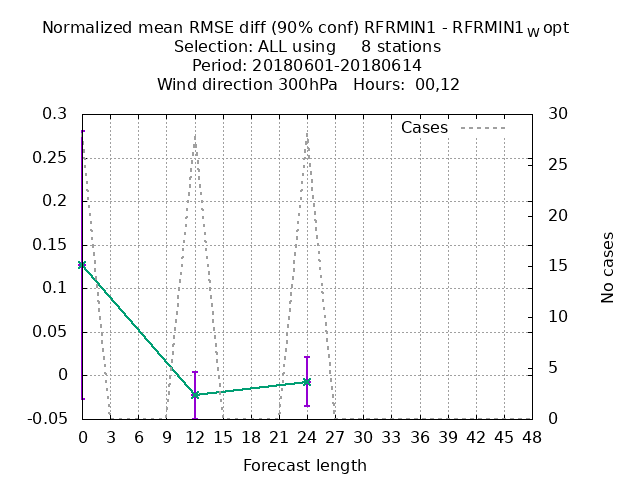 Normalized mean RMSE diff (90% conf) RFRMIN1 - RFRMIN1W opt
Selection: ALL using 8 stations
Period: 20180601-20180614
Wind direction 300hPa Hours: 00,12
Cases
0.3
0.25
0.2
0.15
0.1
0.05
0
-0.05
30
25
20
15
10
5
0
No cases
0 3 6 9 12 15 18 21 24 27 30 33 36 39 42 45 48
Forecast length